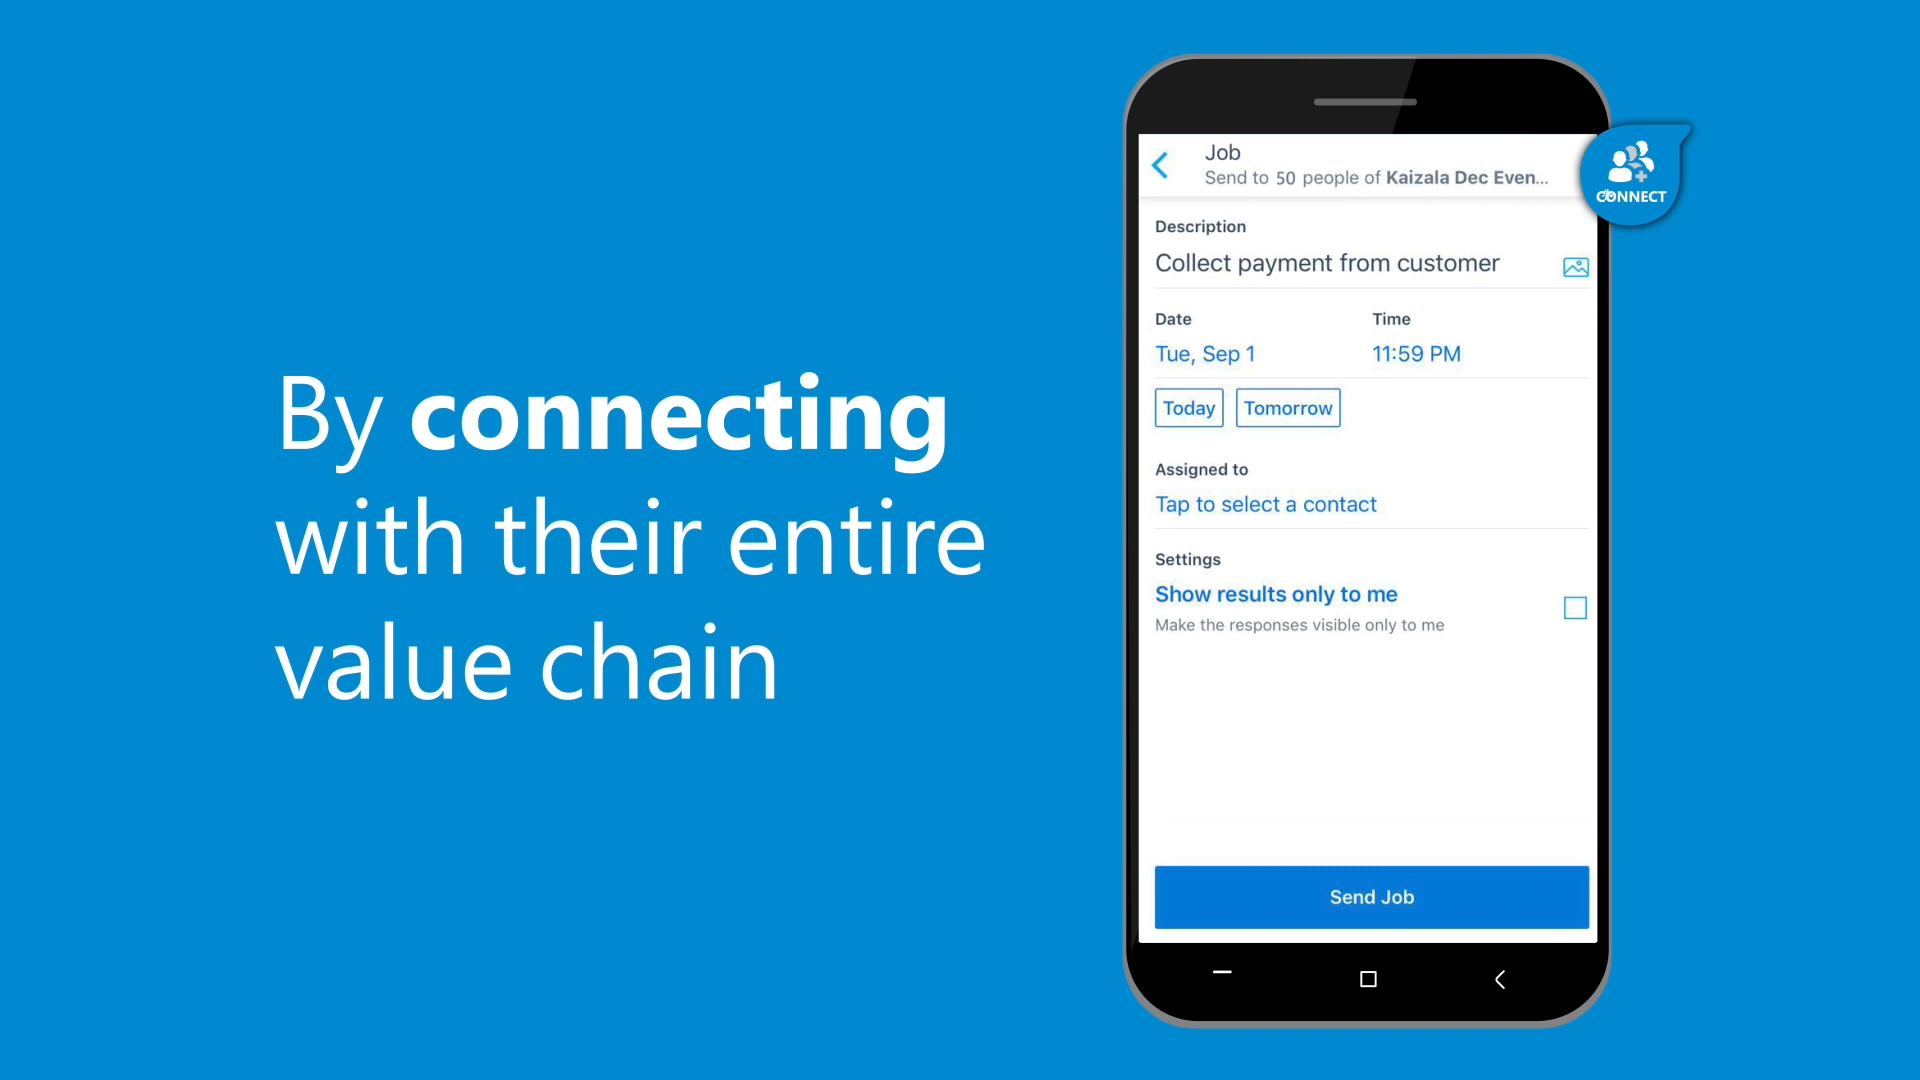 By connecting
with their entire
value chain
Job
Send to 50 people of Kaizala Dec Even...
Description
Collect payment from customer
Date Time
Tue, Sep 1 11:59 PM
Today Tomorrow
Assigned to
Tap to select a contact
Settings
Show results only to me
Make the responses visible only to me
Send Job
CONNECT